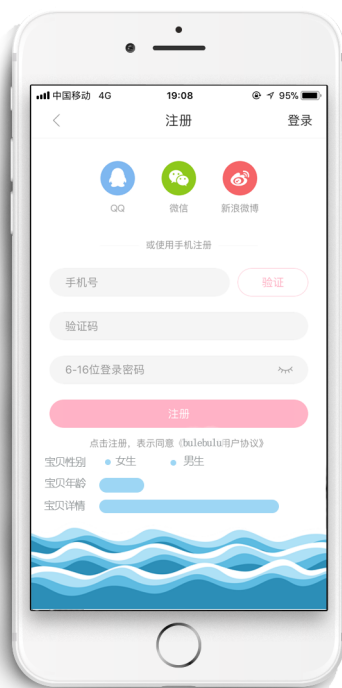 中国移动 4G 19:08 95%
注册 登录
QQ 微信 新浪微博
或使用手机注册
手机号 验证
验证码
6-16位登录密码
注册
点击注册，表示同意《bulebulu用户协议》
宝贝性别 女生 男生
宝贝年龄
宝贝详情